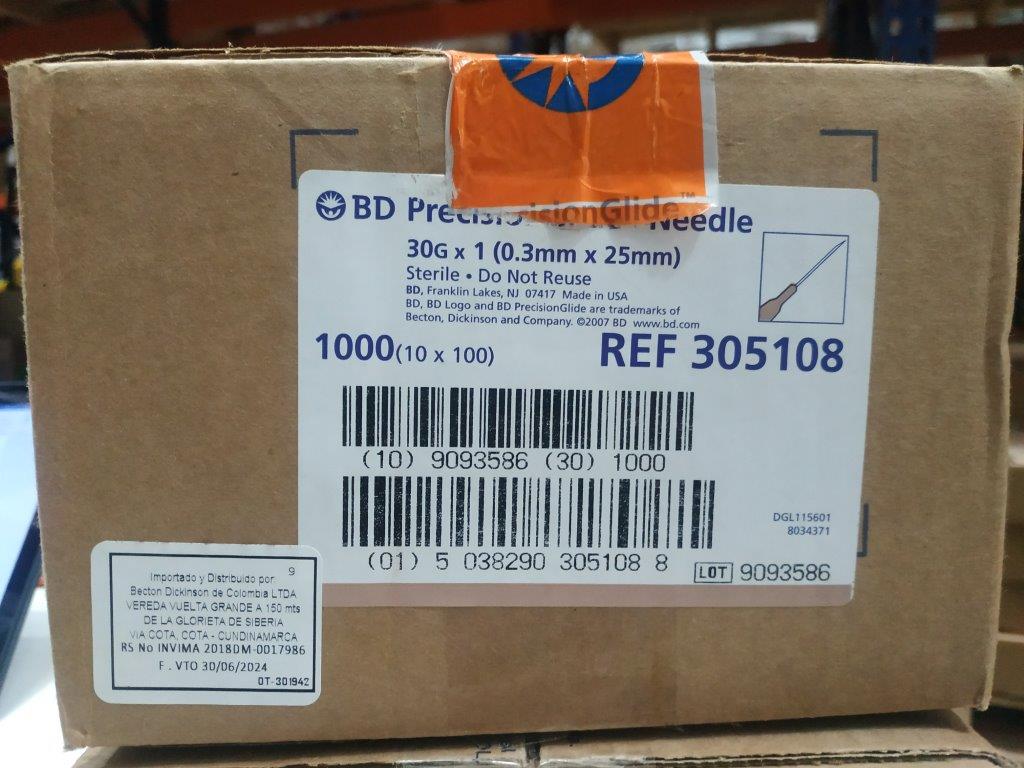 BD Needle
isionGlide™
30G x 1 (0.3mm x 25mm)
Sterile • Do Not Reuse
BD, Franklin Lakes, NJ 07417 Made in USA
BD, BD Logo and BD PrecisionGlide are trademarks of
Becton, Dickinson and Company. ©2007 BD www.bd.com
1000(10 x 100)
REF 305108
(10) 9093586 (30) 1000
(01) 5 038290 305108 8
DGL115601
8034371
LOT 9093586
9
Importado y Distribuido por:
Becton Dickinson de Colombia LTDA
VEREDA VUELTA GRANDE A 150 mts
DE LA GLORIETA DE SIBERIA
VIA COTA, COTA - CUNDINAMARCA
RS No INVIMA 2018DM-0017986
F . VTO 30/06/2024
OT-301942